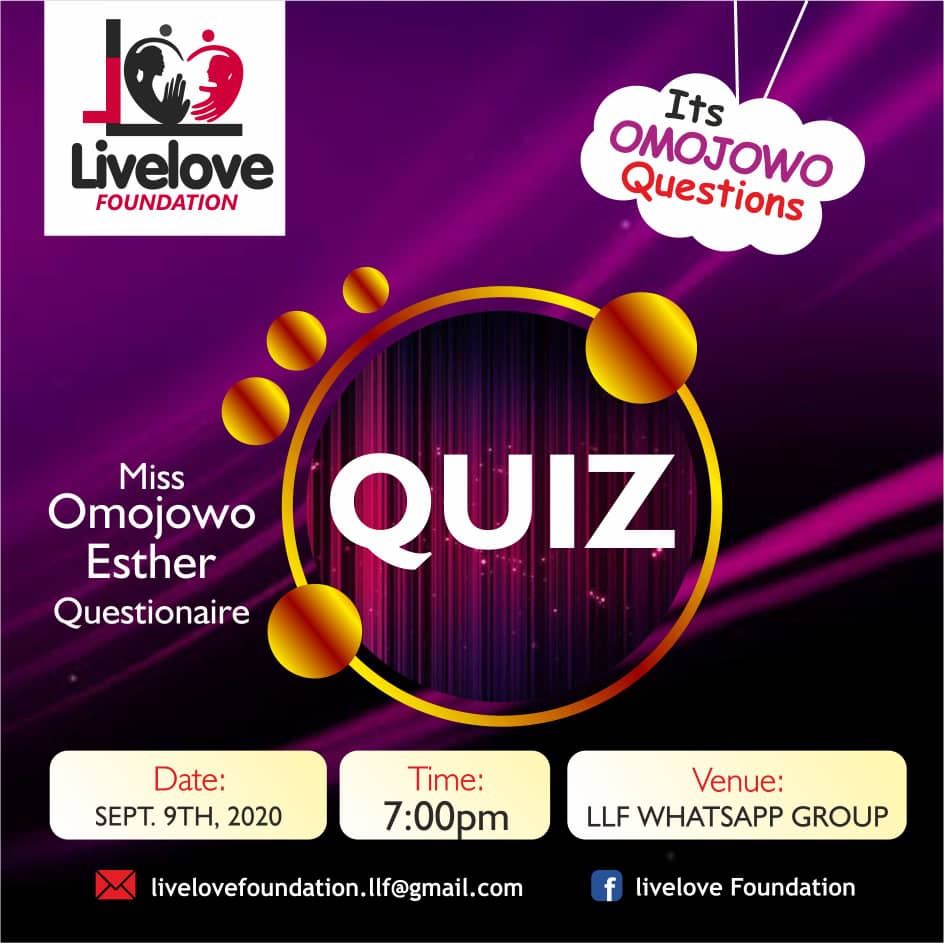 Livelove
FOUNDATION
Its
OMOJOWO
Questions
QUIZ
Miss
Omojowo
Esther
Questionaire
Date:
SEPT. 9TH, 2020
Time:
7:00pm
Venue:
LLF WHATSAPP GROUP
livelovefoundation.llf@gmail.com
f livelove Foundation